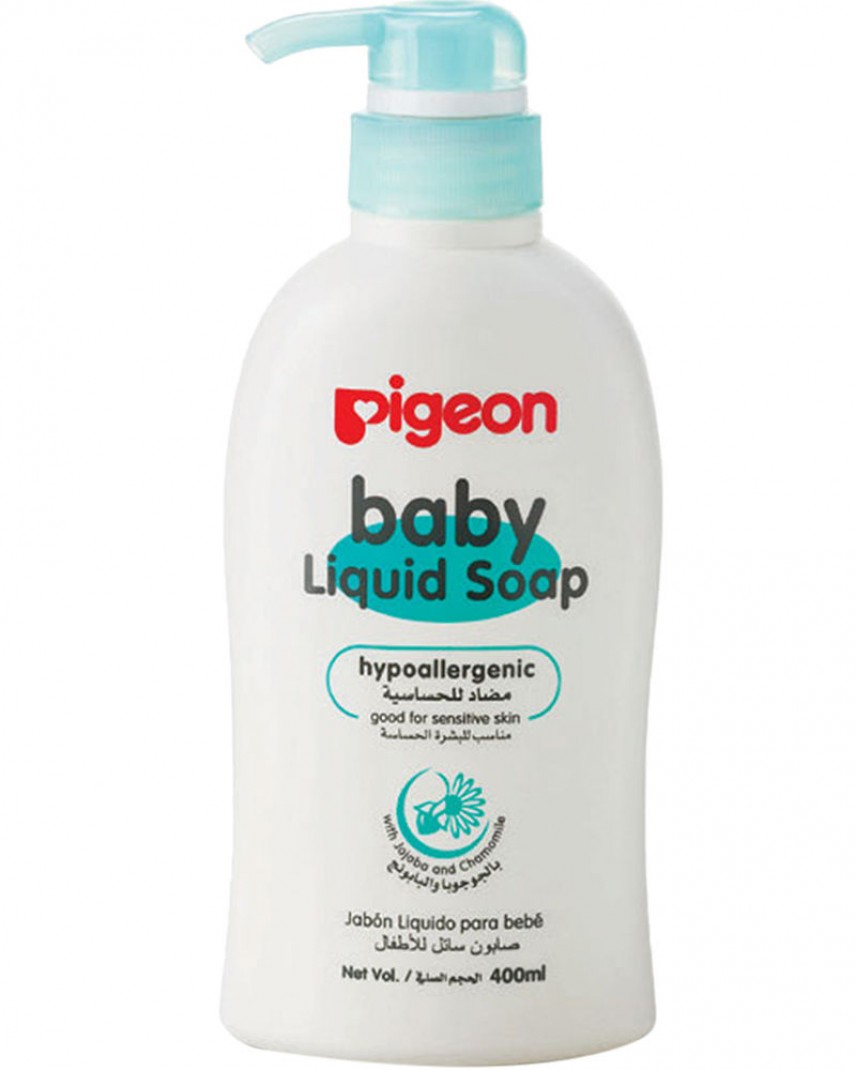 pigeon
baby
Liquid Soap
hypoallergenic
مضاد للحساسية
good for sensitive skin
مناسب للبشرة الحساسة
with Jojoba and Chamomile
بالجوجوبا والبابونج
Jabón Liquido para bebé
صابون سائل للأطفال
Net Vol. / الحجم الصافي 400ml